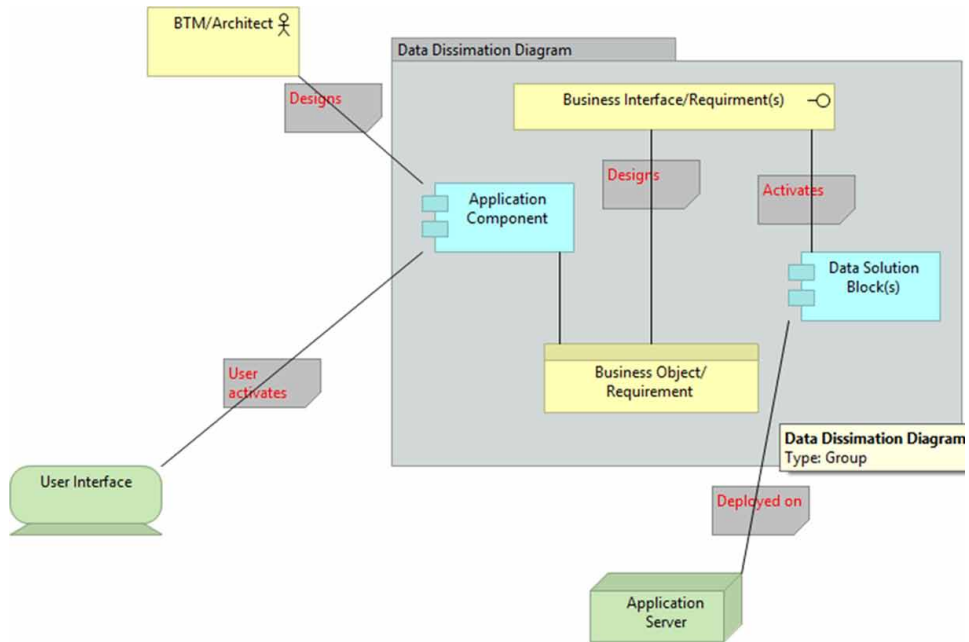 BTM/Architect
Data Dissimation Diagram
Designs
Business Interface/Requirment(s)
Designs
Activates
Application
Component
Data Solution
Block(s)
User
activates
Business Object/
Requirement
Data Dissimation Diagram
Type: Group
User Interface
Deployed on
Application
Server